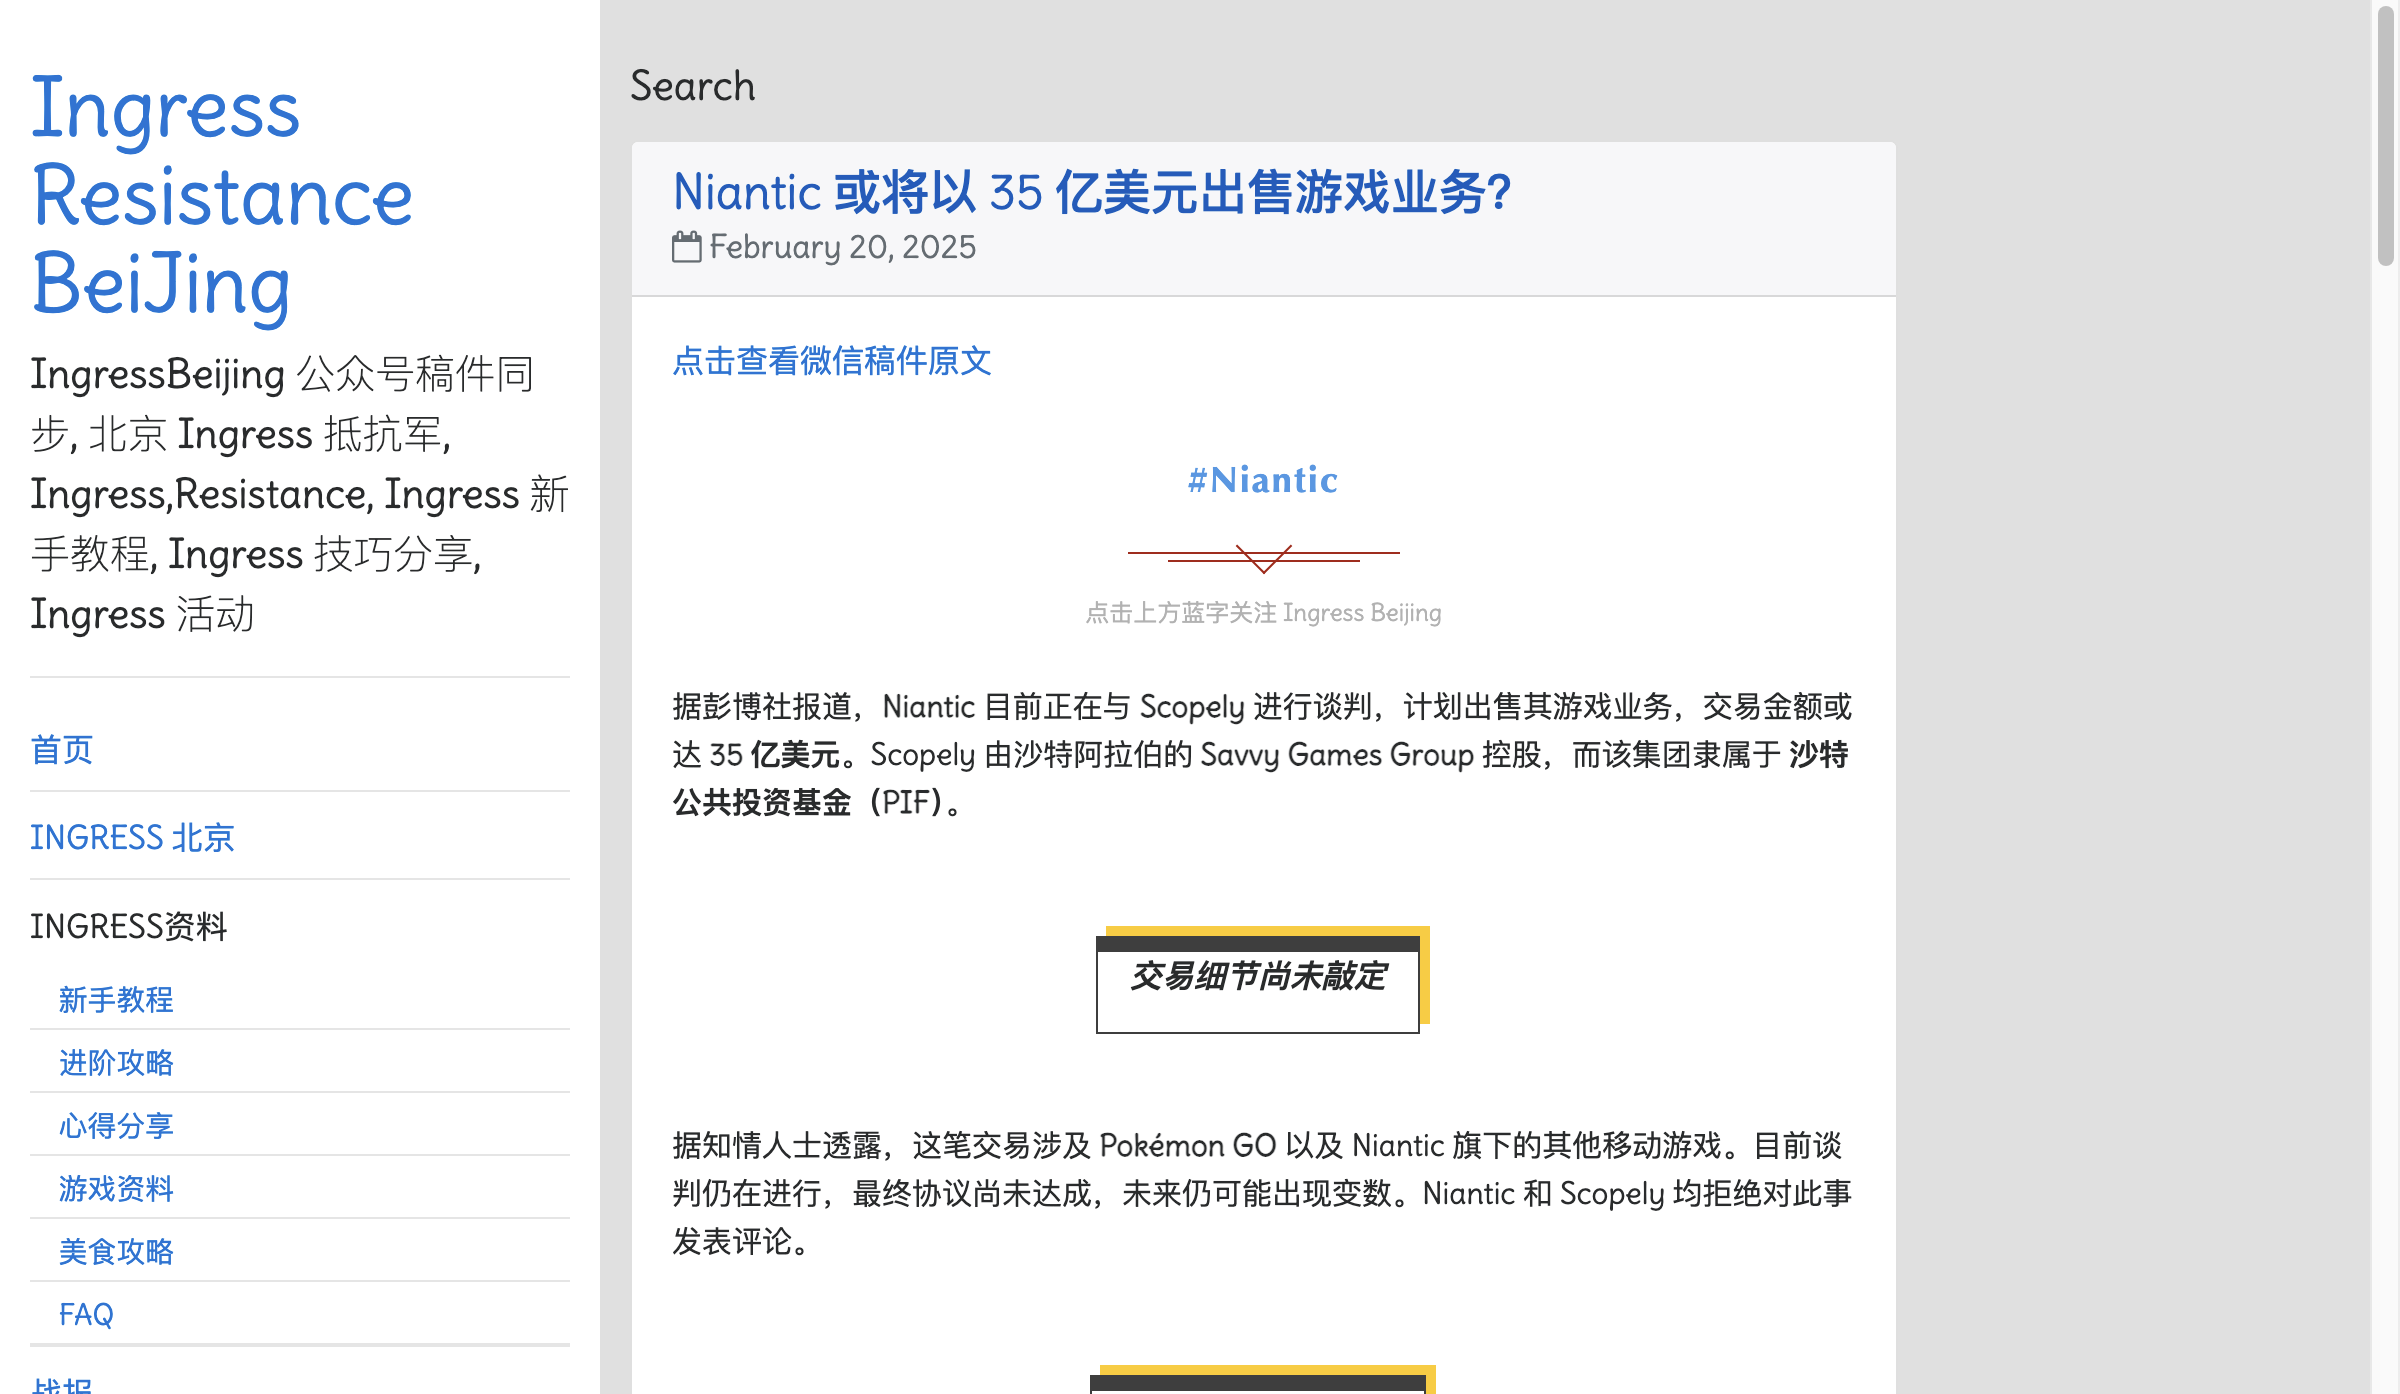 Ingress
Resistance
BeiJing
IngressBeijing 公众号稿件同
步, 北京 Ingress 抵抗军,
Ingress,Resistance, Ingress 新
手教程, Ingress 技巧分享,
Ingress 活动
首页
INGRESS 北京
INGRESS资料
新手教程
进阶攻略
心得分享
游戏资料
美食攻略
FAQ
战报
Search
Niantic 或将以 35 亿美元出售游戏业务?
February 20, 2025
点击查看微信稿件原文
#Niantic
点击上方蓝字关注 Ingress Beijing
据彭博社报道，Niantic 目前正在与 Scopely 进行谈判，计划出售其游戏业务，交易金额或
达 35 亿美元。Scopely 由沙特阿拉伯的 Savvy Games Group 控股，而该集团隶属于 沙特
公共投资基金（PIF）。
交易细节尚未敲定
据知情人士透露，这笔交易涉及 Pokémon GO 以及 Niantic 旗下的其他移动游戏。目前谈
判仍在进行，最终协议尚未达成，未来仍可能出现变数。Niantic 和 Scopely 均拒绝对此事
发表评论。